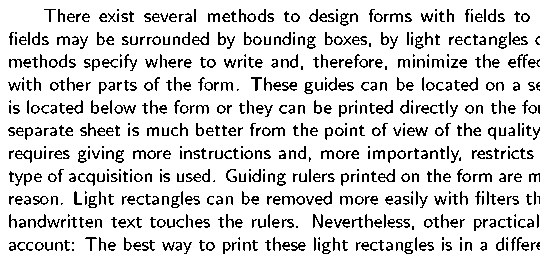 There exist several methods to design forms with fields to
fields may be surrounded by bounding boxes, by light rectangles
methods specify where to write and, therefore, minimize the
with other parts of the form. These guides can be located on a
is located below the form or they can be printed directly on the
separate sheet is much better from the point of view of the quality
requires giving more instructions and, more importantly, restricts
type of acquisition is used. Guiding rulers printed on the form are
reason. Light rectangles can be removed more easily with filters
handwritten text touches the rulers. Nevertheless, other practical
account: The best way to print these light rectangles is in a